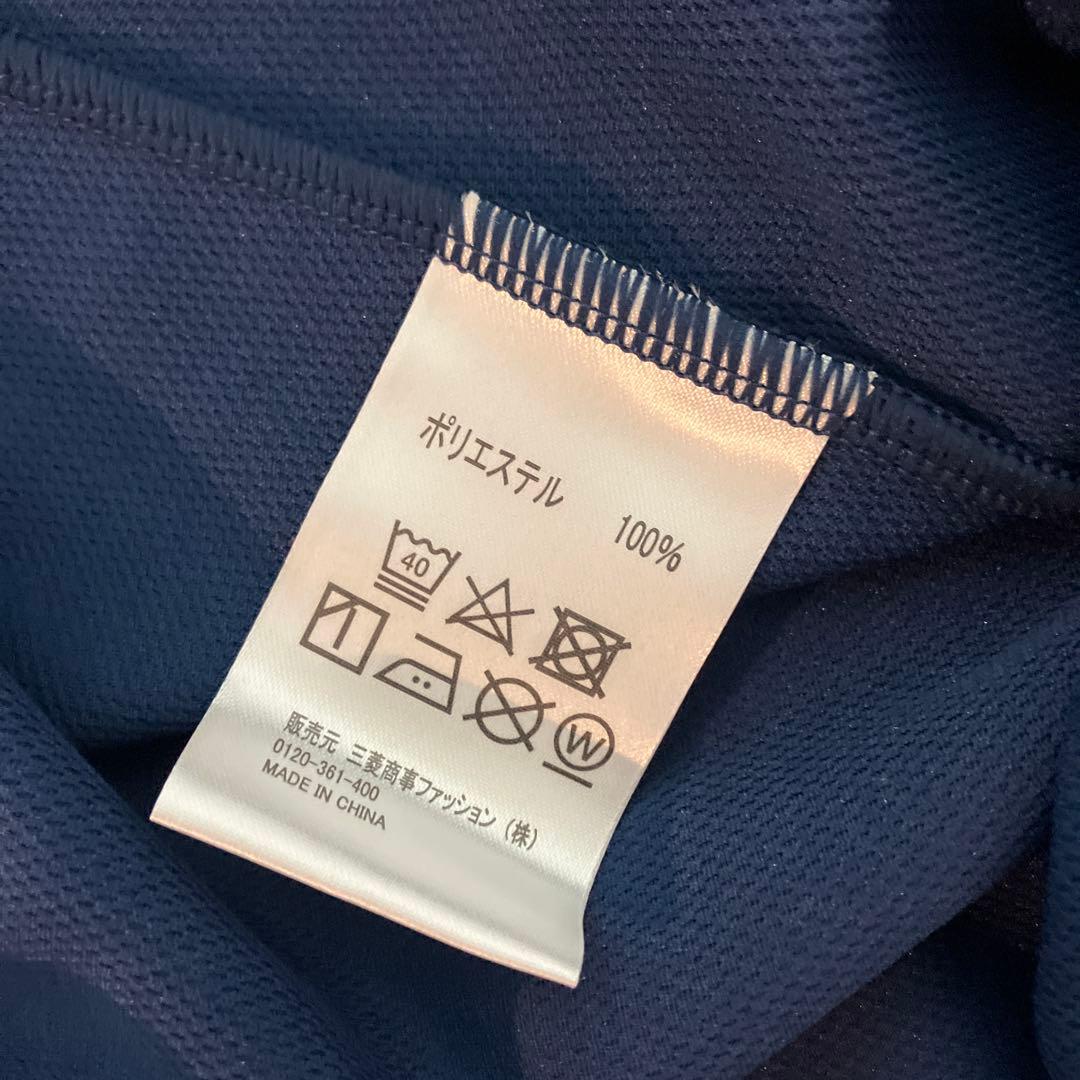 ポリエステル 100%
40
W
販売元 三菱商事ファッション（株）
0120-361-400
MADE IN CHINA